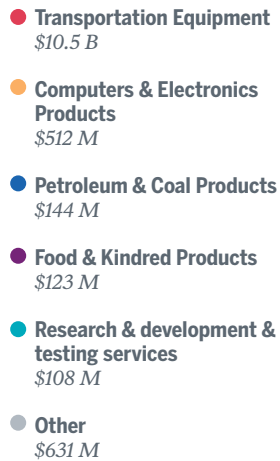 Transportation Equipment
$10.5 B
Computers & Electronics
Products
$512 M
Petroleum & Coal Products
$144 M
Food & Kindred Products
$123 M
Research & development &
testing services
$108 M
Other
$631 M